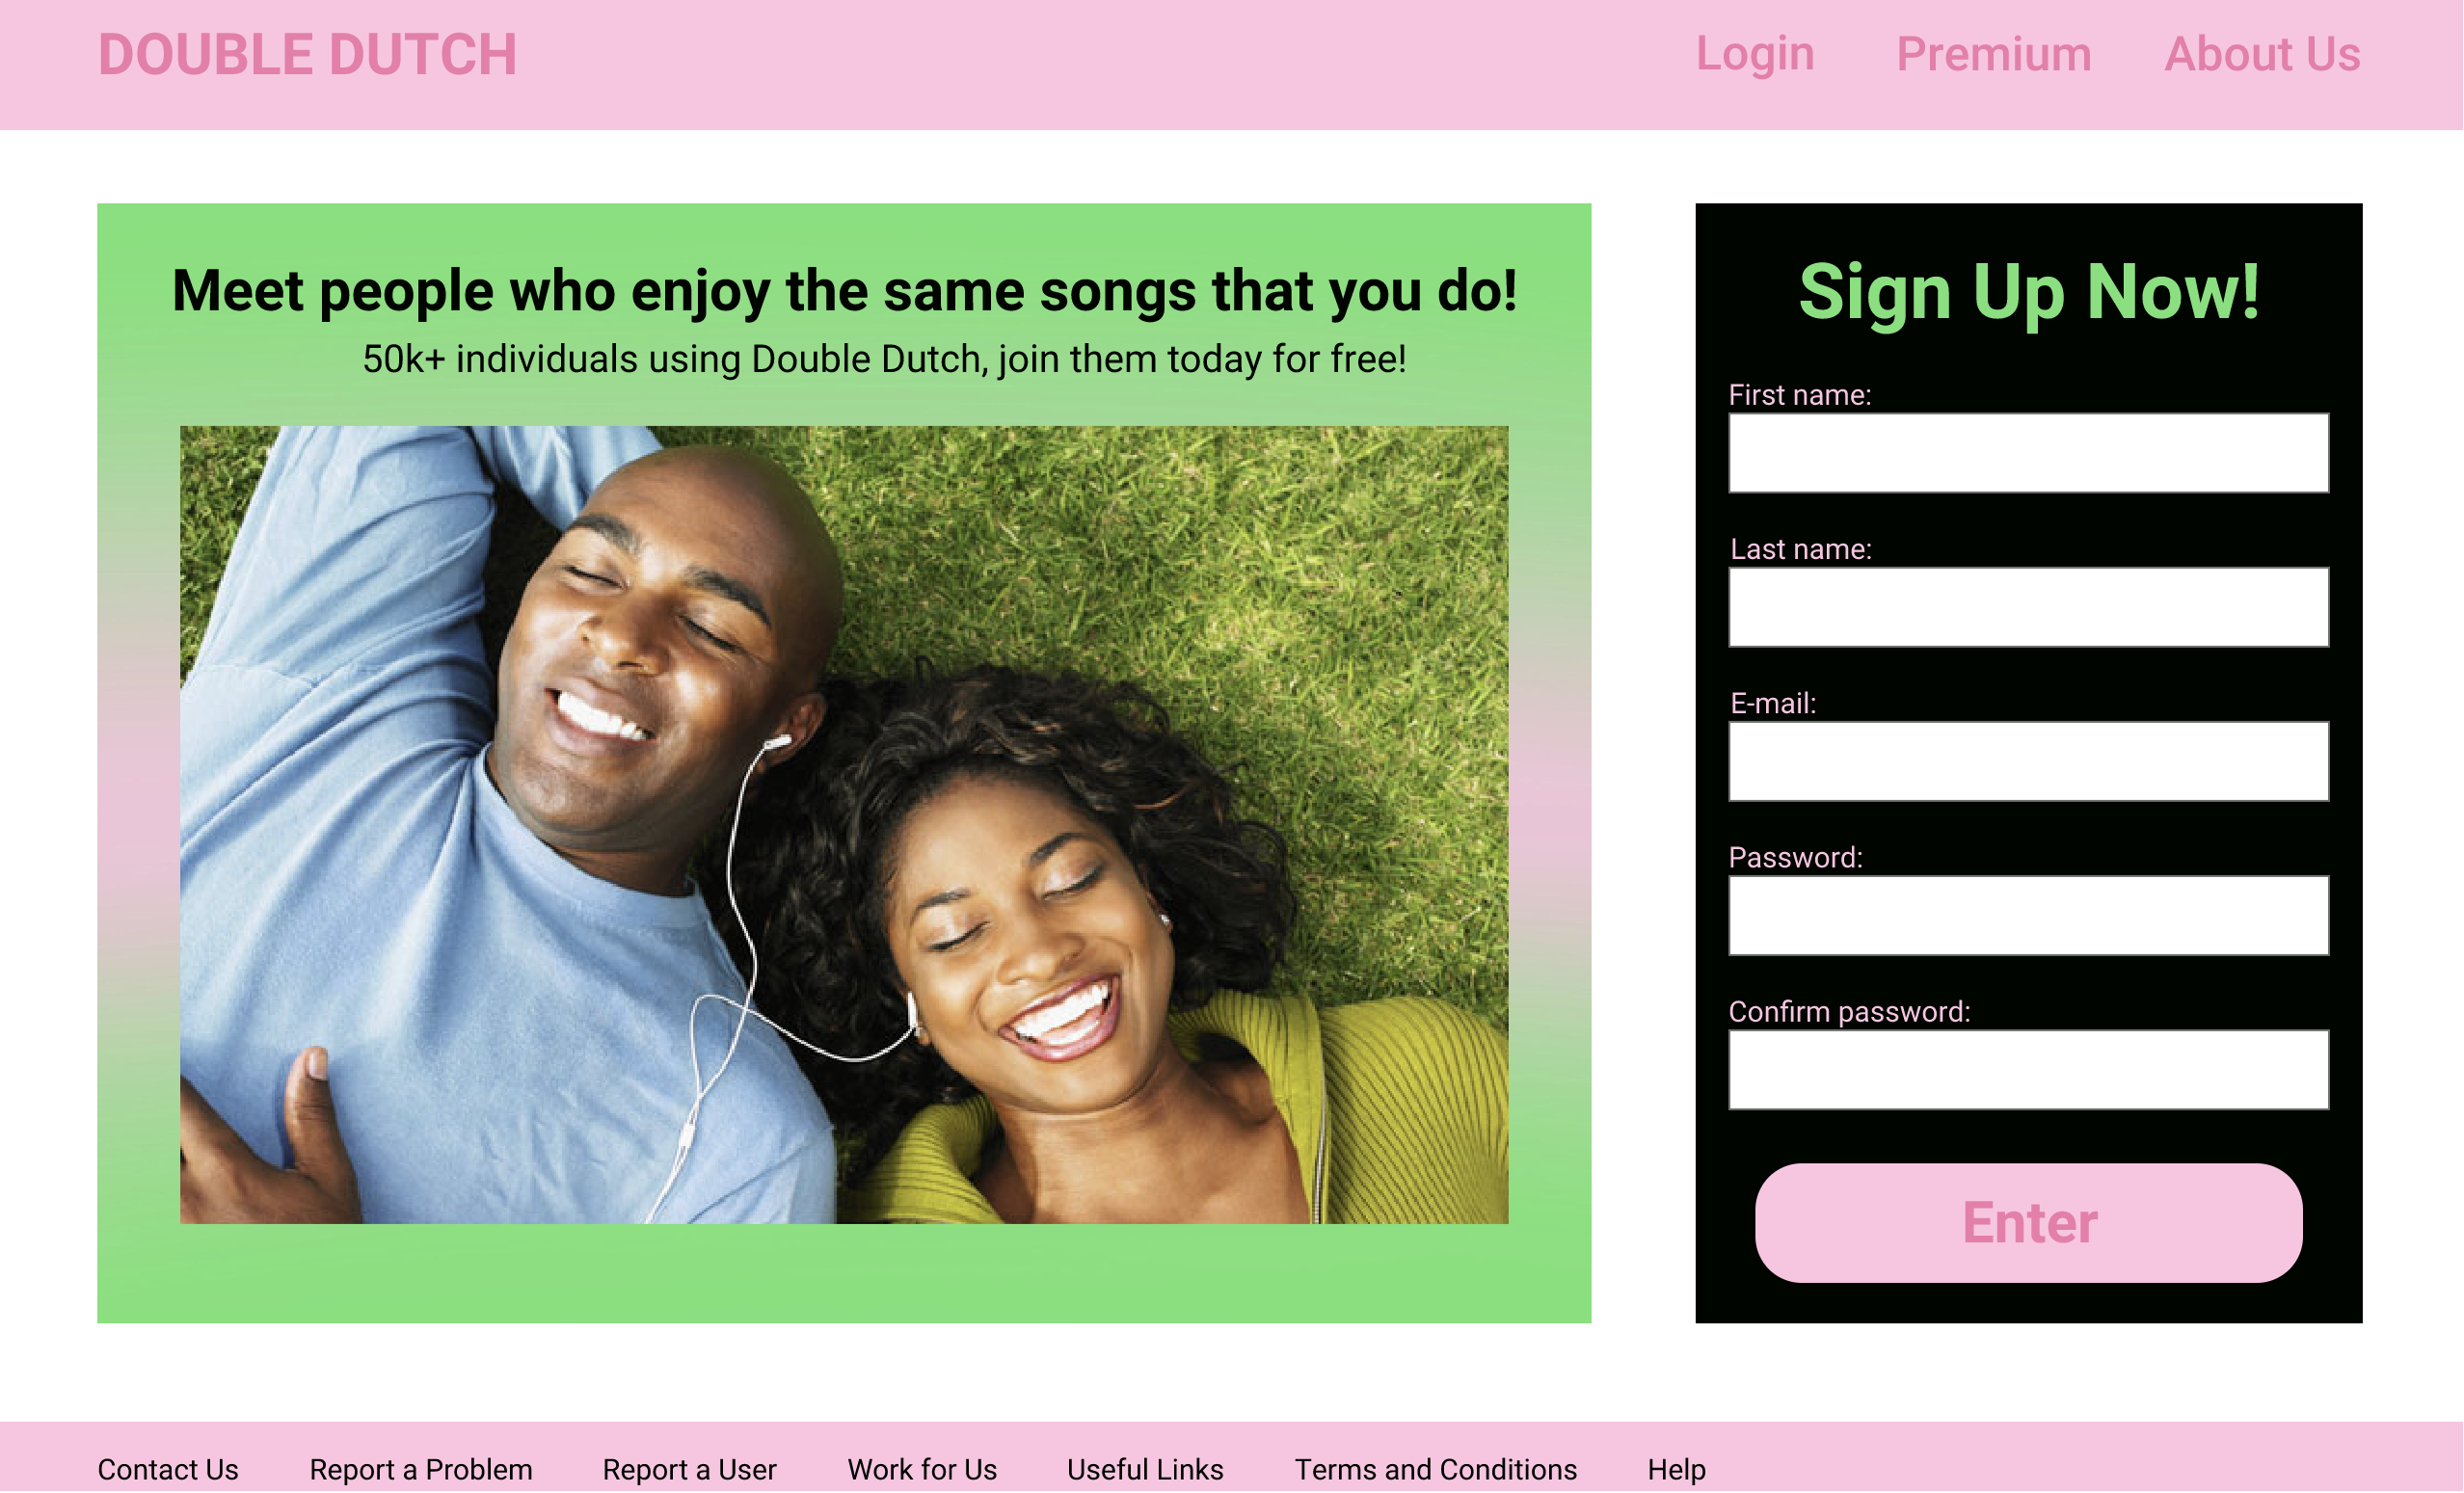 DOUBLE DUTCH
Login
Premium
About Us
Meet people who enjoy the same songs that you do!
50k+ individuals using Double Dutch, join them today for free!
Sign Up Now!
First name:
Last name:
E-mail:
Password:
Confirm password:
Enter
Contact Us
Report a Problem
Report a User
Work for Us
Useful Links
Terms and Conditions
Help